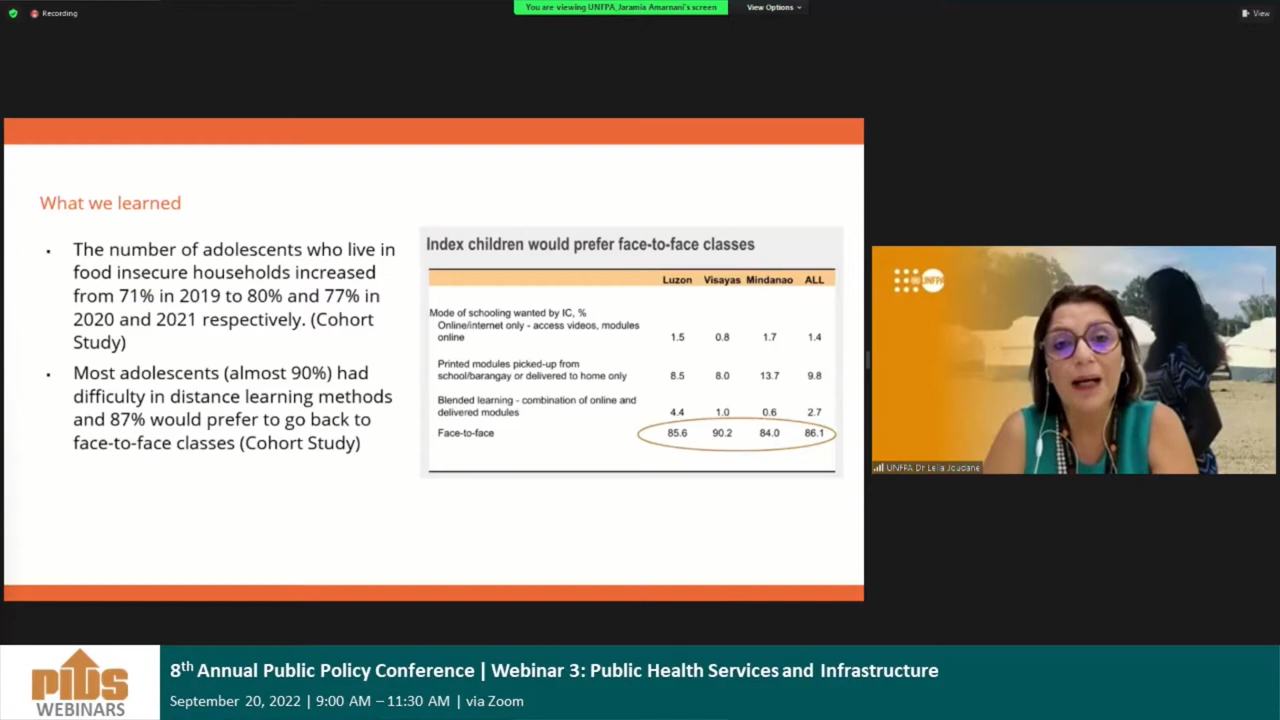 Recording
You are viewing UNFPA_Jaramia Amarnani's screen
View Options
View
What we learned
• The number of adolescents who live in
food insecure households increased
from 71% in 2019 to 80% and 77% in
2020 and 2021 respectively. (Cohort
Study)
• Most adolescents (almost 90%) had
difficulty in distance learning methods
and 87% would prefer to go back to
face-to-face classes (Cohort Study)
Index children would prefer face-to-face classes
Luzon Visayas Mindanao ALL
Mode of schooling wanted by IC, %
Online/internet only - access videos, modules
online 1.5 0.8 1.7 1.4
Printed modules picked-up from
school/barangay or delivered to home only 8.5 8.0 13.7 9.8
Blended learning - combination of online and
delivered modules 4.4 1.0 0.6 2.7
Face-to-face 85.6 90.2 84.0 86.1
UNFPA
UNFPA Dr Leila Joudane
PIDS
WEBINARS
8th Annual Public Policy Conference | Webinar 3: Public Health Services and Infrastructure
September 20, 2022 | 9:00 AM – 11:30 AM | via Zoom